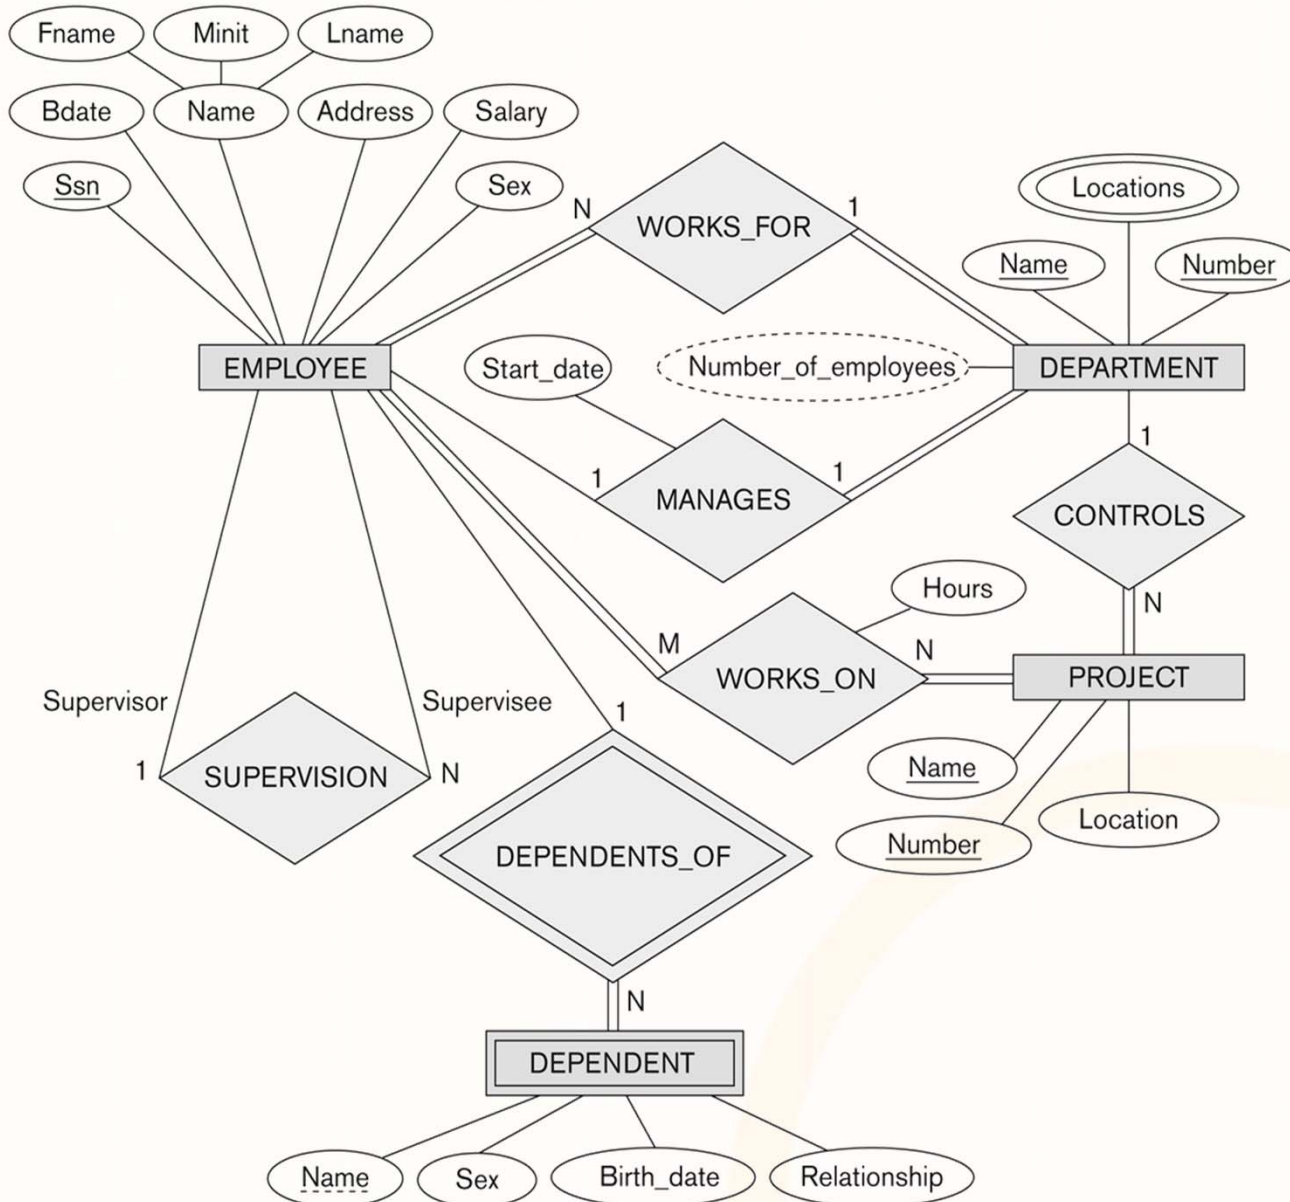 Fname
Minit
Lname
Bdate
Name
Address
Salary
Ssn
Sex
N
WORKS_FOR
1
Locations
Name
Number
EMPLOYEE
Start_date
Number_of_employees
DEPARTMENT
1
MANAGES
1
1
CONTROLS
N
Hours
M
WORKS_ON
N
PROJECT
Name
Number
Location
Supervisor
Supervisee
1
SUPERVISION
N
1
DEPENDENTS_OF
N
DEPENDENT
Name
Sex
Birth_date
Relationship